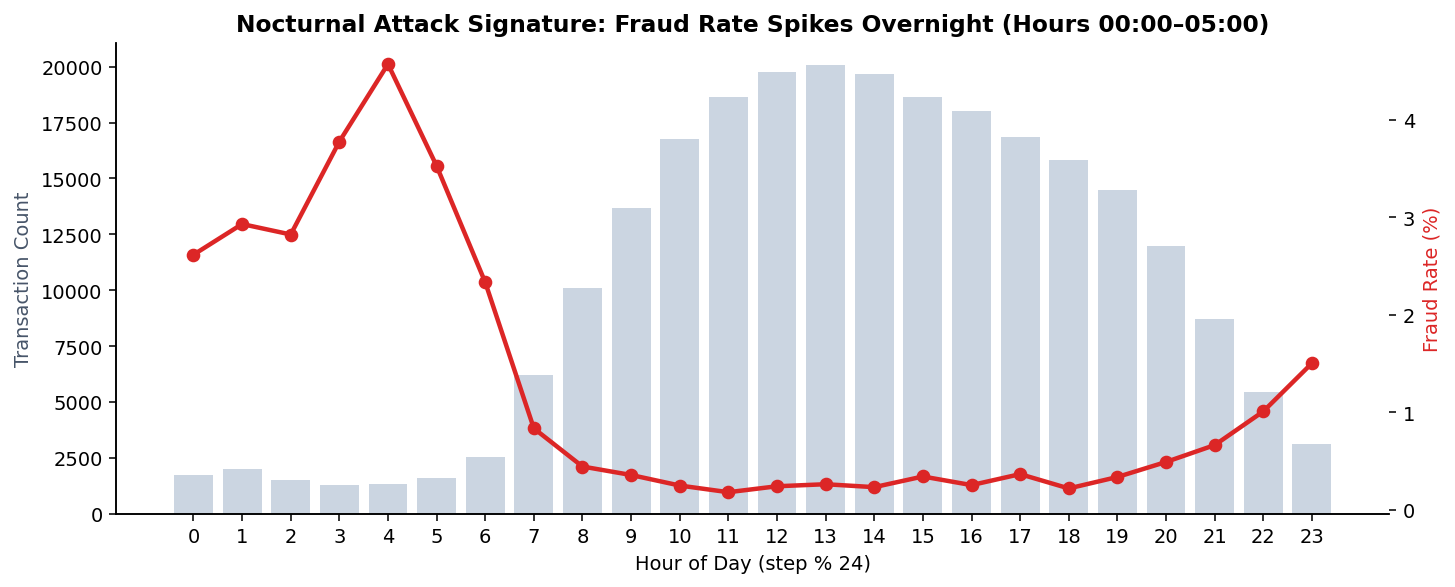 Nocturnal Attack Signature: Fraud Rate Spikes Overnight (Hours 00:00–05:00)
Transaction Count
20000
17500
15000
12500
10000
7500
5000
2500
0
4
3
2
1
0
Fraud Rate (%)
0 1 2 3 4 5 6 7 8 9 10 11 12 13 14 15 16 17 18 19 20 21 22 23
Hour of Day (step % 24)